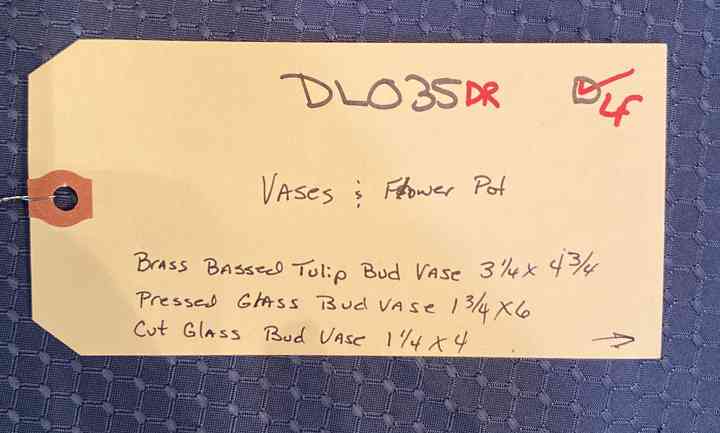 DL035DR D LF
Vases & Flower Pot
Brass Bassed Tulip Bud Vase 3 1/4 x 4 3/4
Pressed Glass Bud Vase 1 3/4 x 6
Cut Glass Bud Vase 1 1/4 x 4 →